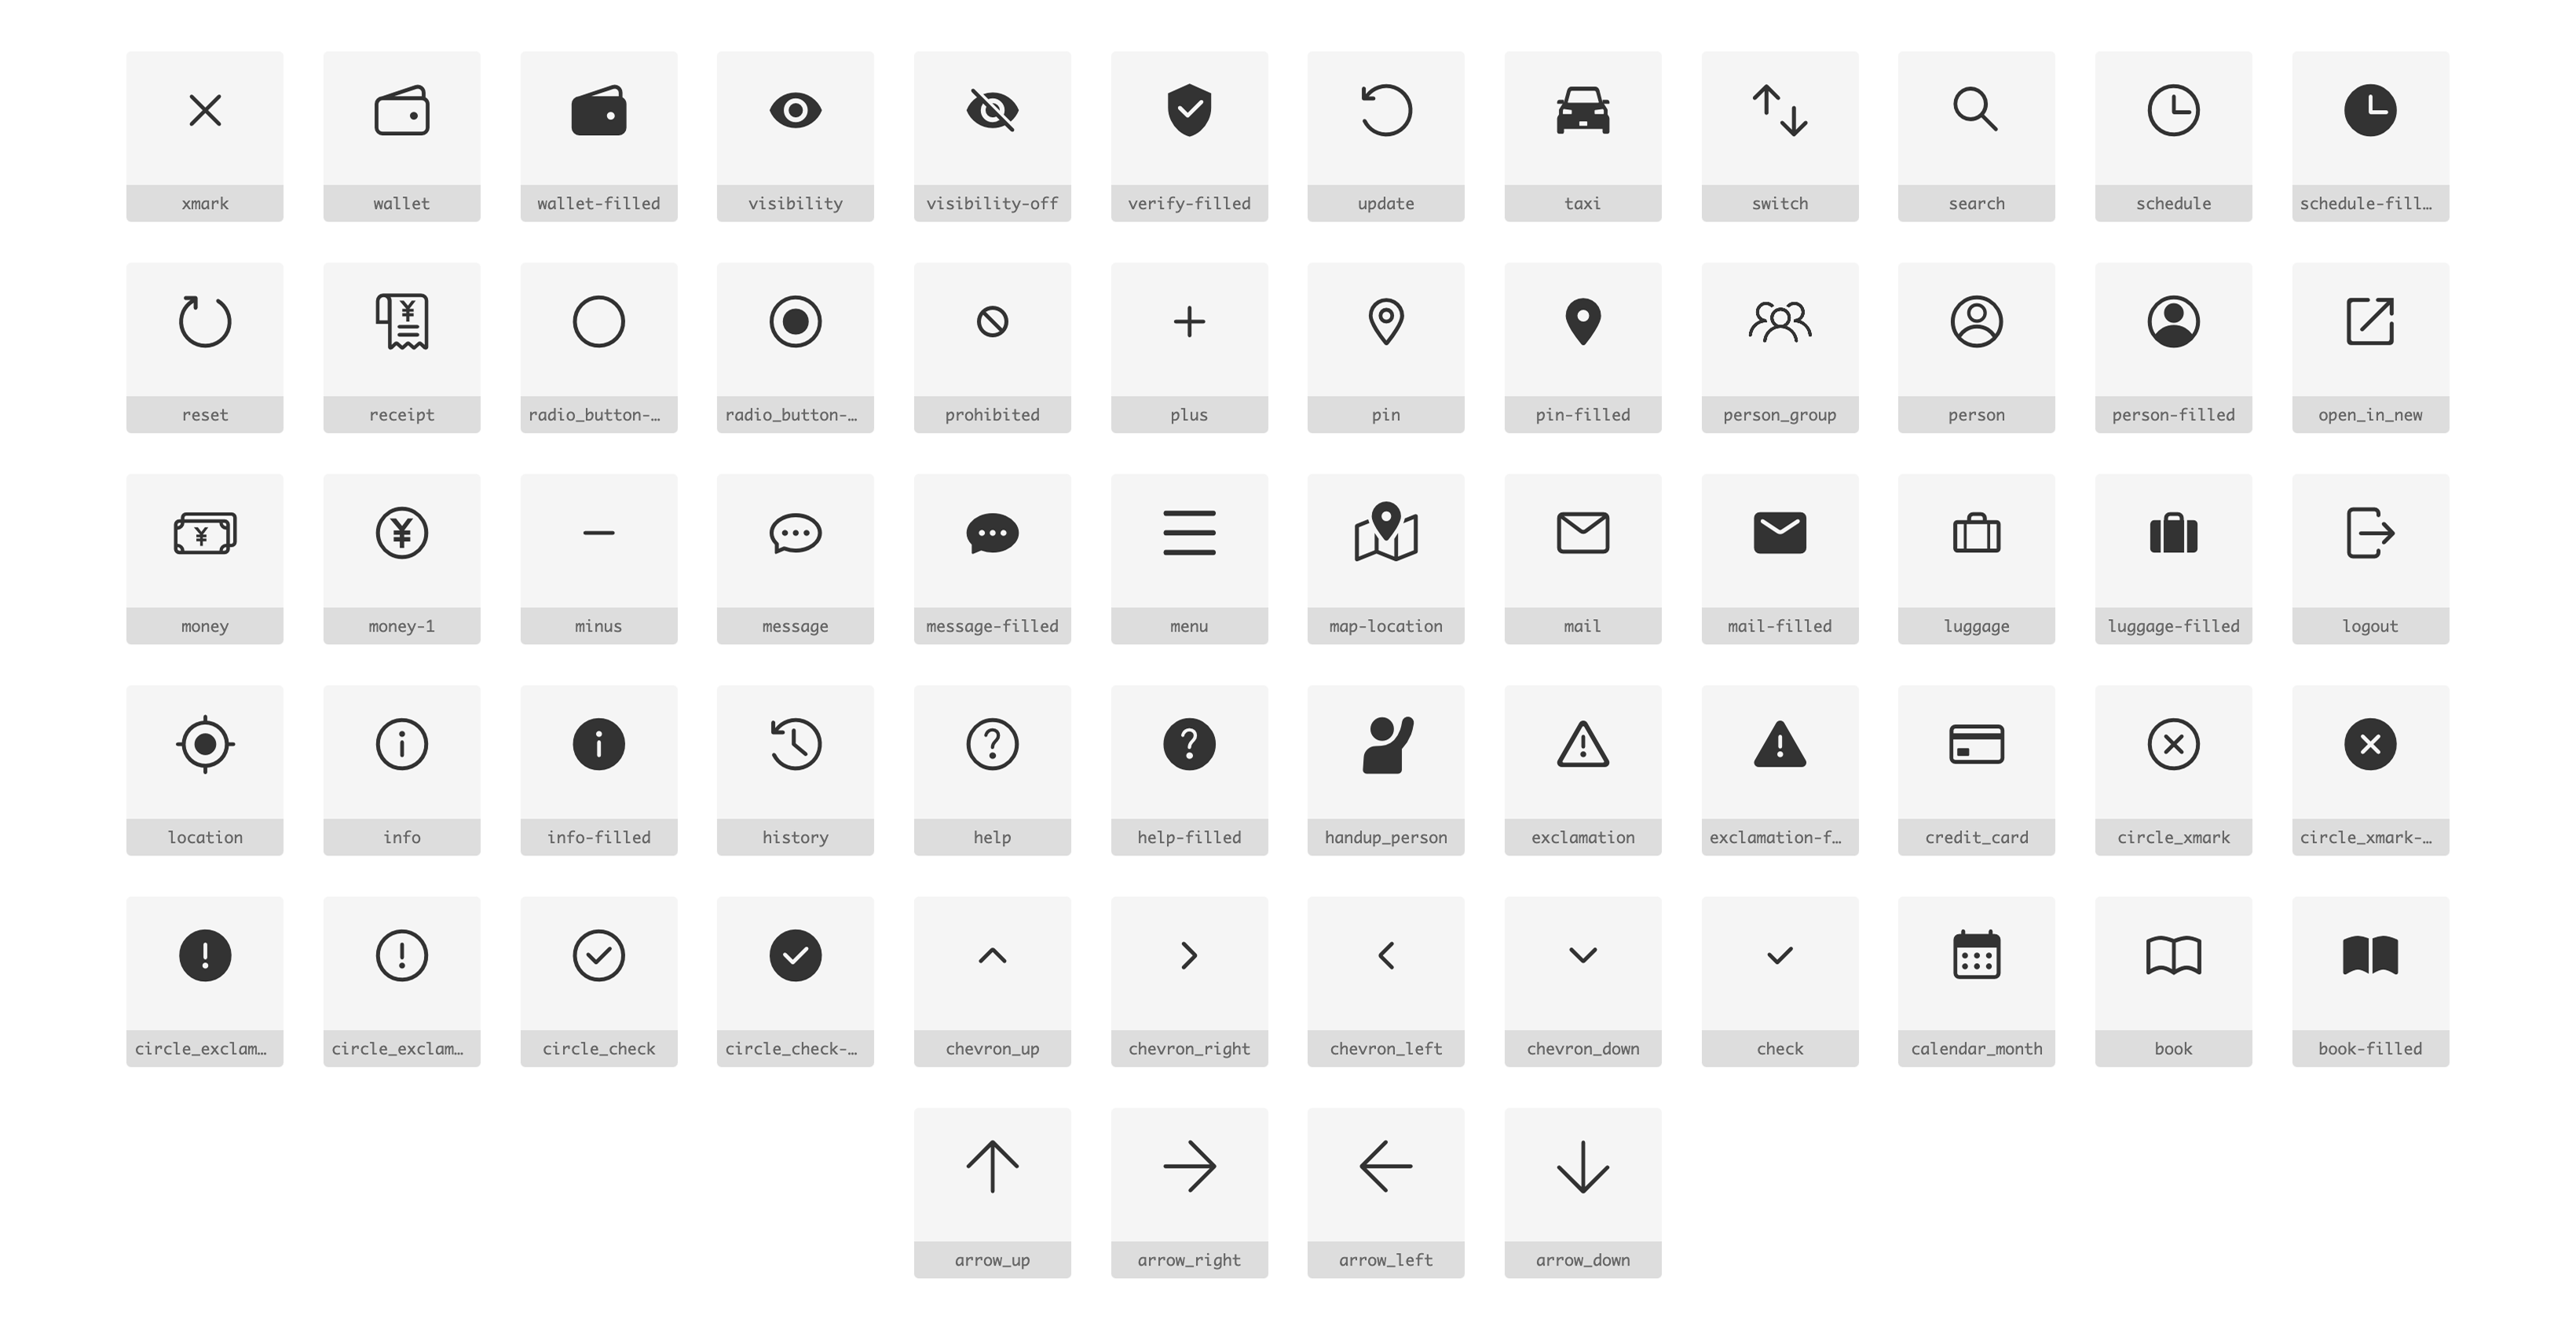 xmark
wallet
wallet-filled
visibility
visibility-off
verify-filled
update
taxi
switch
search
schedule
schedule-fill…
reset
¥
receipt
radio_button-…
radio_button-…
prohibited
plus
pin
pin-filled
person_group
person
person-filled
open_in_new
¥
money
¥
money-1
minus
message
message-filled
menu
map-location
mail
mail-filled
luggage
luggage-filled
logout
location
i
info
i
info-filled
history
?
help
?
help-filled
handup_person
!
exclamation
!
exclamation-f…
credit_card
circle_xmark
circle_xmark-…
!
circle_exclam…
!
circle_exclam…
circle_check
circle_check-…
chevron_up
chevron_right
chevron_left
chevron_down
check
calendar_month
book
book-filled
arrow_up
arrow_right
arrow_left
arrow_down